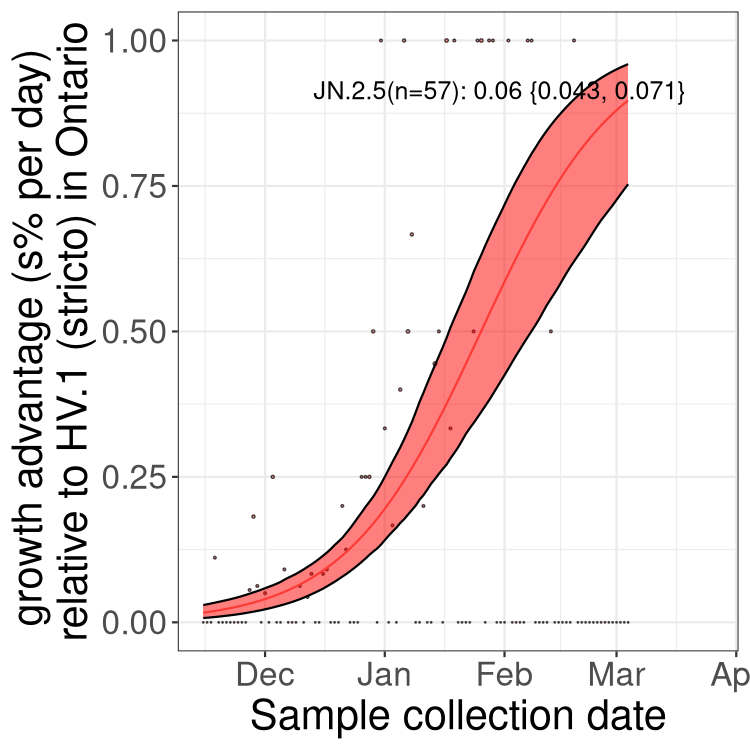 growth advantage (s% per day)
relative to HV.1 (stricto) in Ontario
1.00
0.75
0.50
0.25
0.00
JN.2.5(n=57): 0.06 {0.043, 0.071}
Dec Jan Feb Mar Ap
Sample collection date